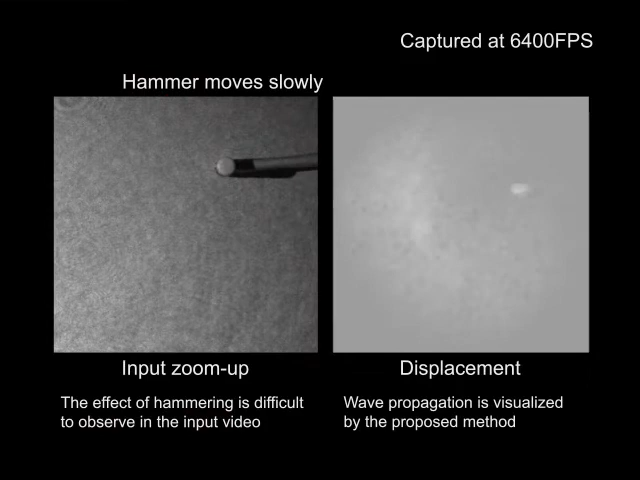 Captured at 6400FPS
Hammer moves slowly
Input zoom-up
Displacement
The effect of hammering is difficult
to observe in the input video
Wave propagation is visualized
by the proposed method